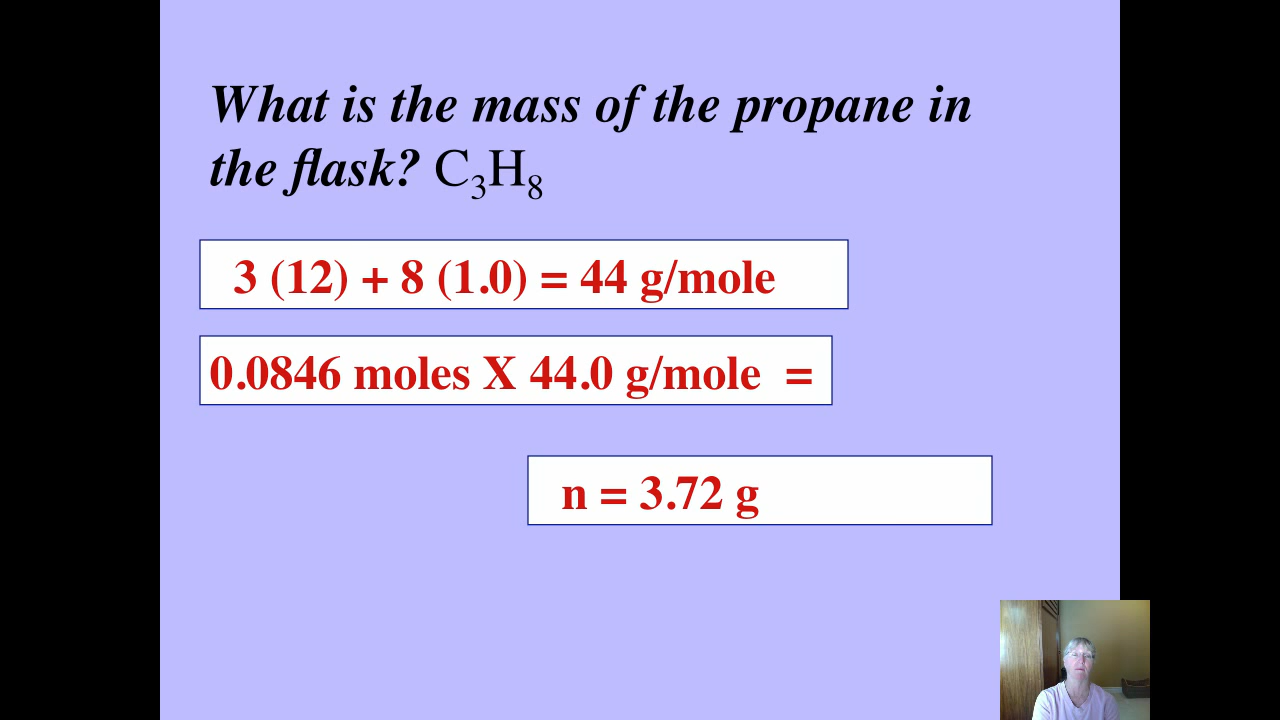 What is the mass of the propane in
the flask? C₃H₈
3 (12) + 8 (1.0) = 44 g/mole
0.0846 moles X 44.0 g/mole =
n = 3.72 g